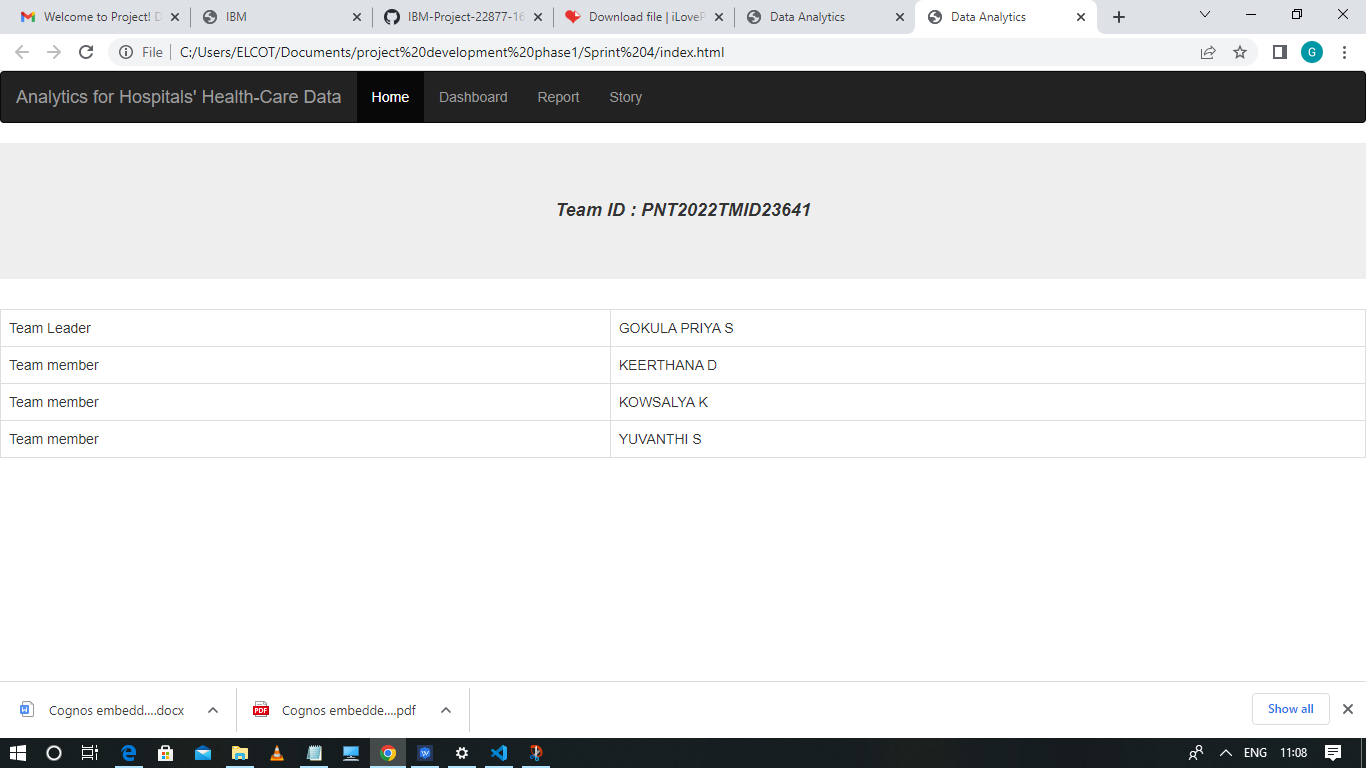 Welcome to Project! D
IBM
IBM-Project-22877-16
Download file | iLoveP
Data Analytics
Data Analytics
File | C:/Users/ELCOT/Documents/project%20development%20phase1/Sprint%204/index.html
G
Analytics for Hospitals' Health-Care Data Home Dashboard Report Story
Team ID : PNT2022TMID23641
Team Leader GOKULA PRIYA S
Team member KEERTHANA D
Team member KOWSALYA K
Team member YUVANTHI S
Cognos embedd....docx
PDF
Cognos embedde....pdf
Show all
ENG 11:08